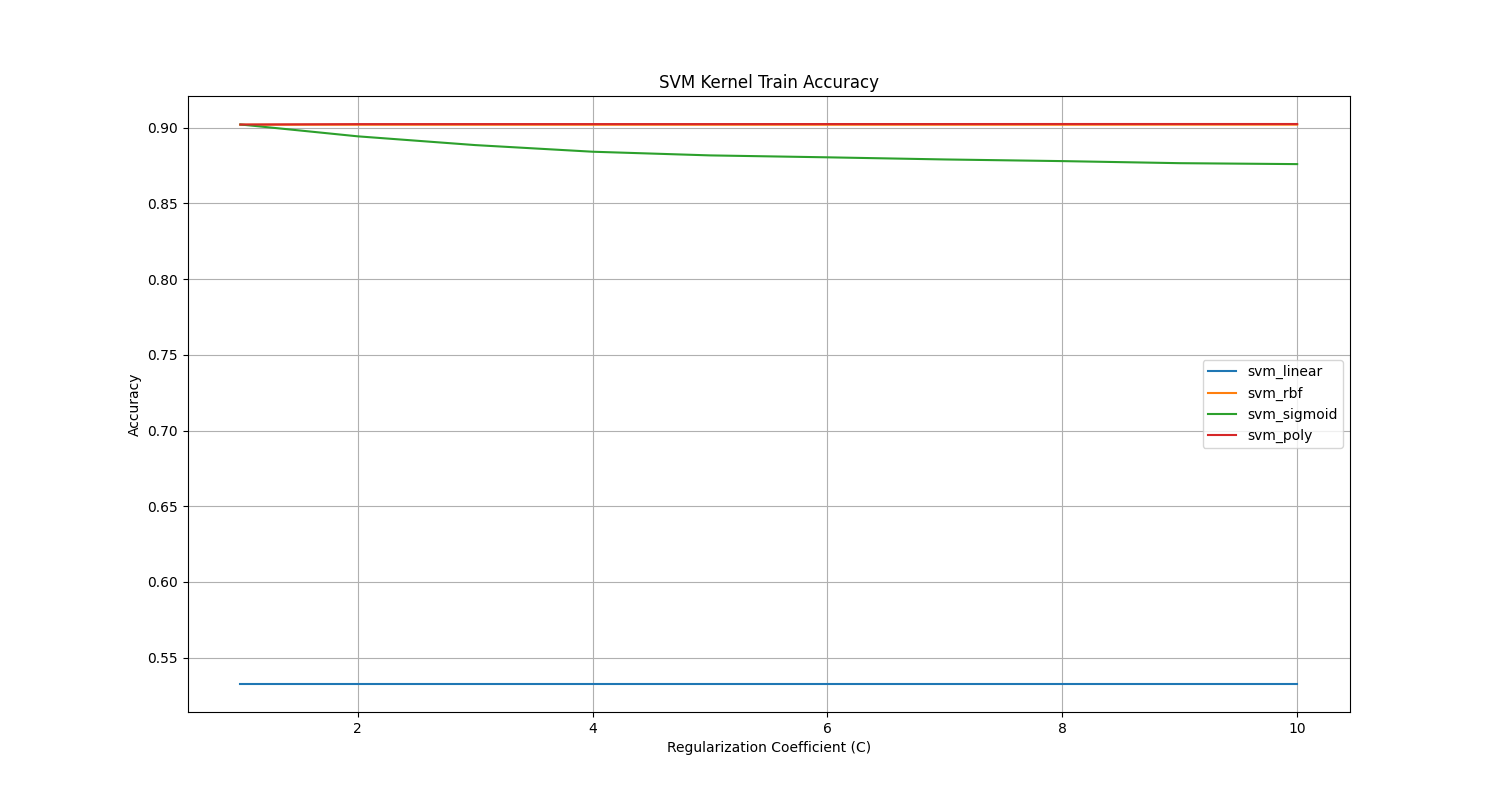 SVM Kernel Train Accuracy
0.90
0.85
0.80
0.75
0.70
0.65
0.60
0.55
Accuracy
svm_linear
svm_rbf
svm_sigmoid
svm_poly
2 4 6 8 10
Regularization Coefficient (C)